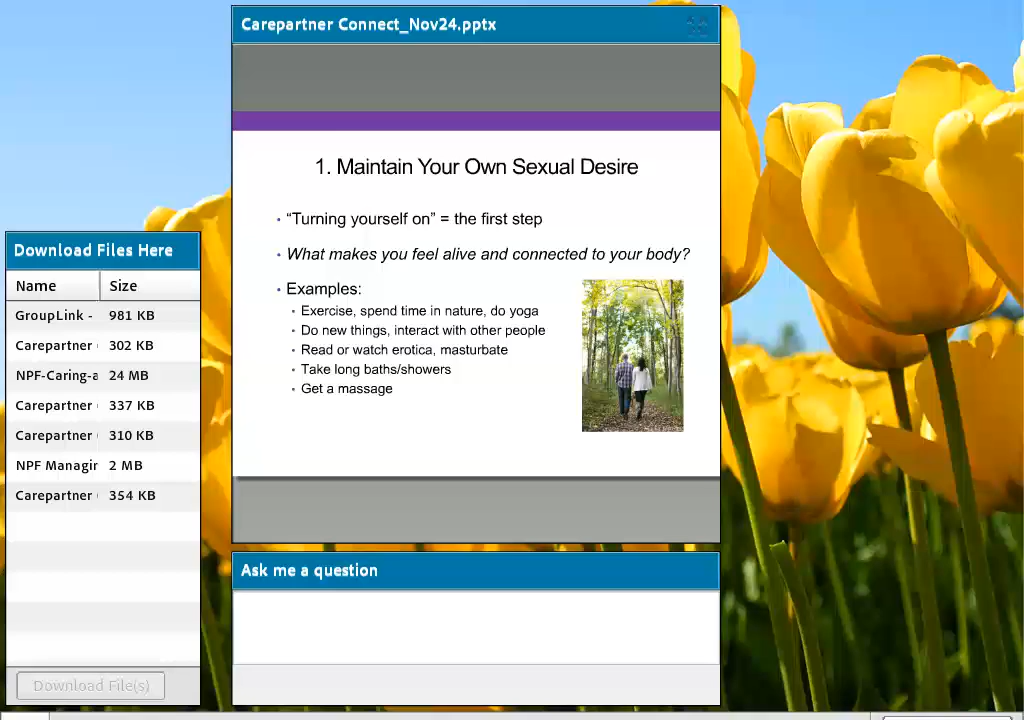 Carepartner Connect_Nov24.pptx
1. Maintain Your Own Sexual Desire
• “Turning yourself on” = the first step
• What makes you feel alive and connected to your body?
• Examples:
• Exercise, spend time in nature, do yoga
• Do new things, interact with other people
• Read or watch erotica, masturbate
• Take long baths/showers
• Get a massage
Download Files Here
Name Size
GroupLink - 981 KB
Carepartner 302 KB
NPF-Caring-a 24 MB
Carepartner 337 KB
Carepartner 310 KB
NPF Managin 2 MB
Carepartner 354 KB
Download File(s)
Ask me a question